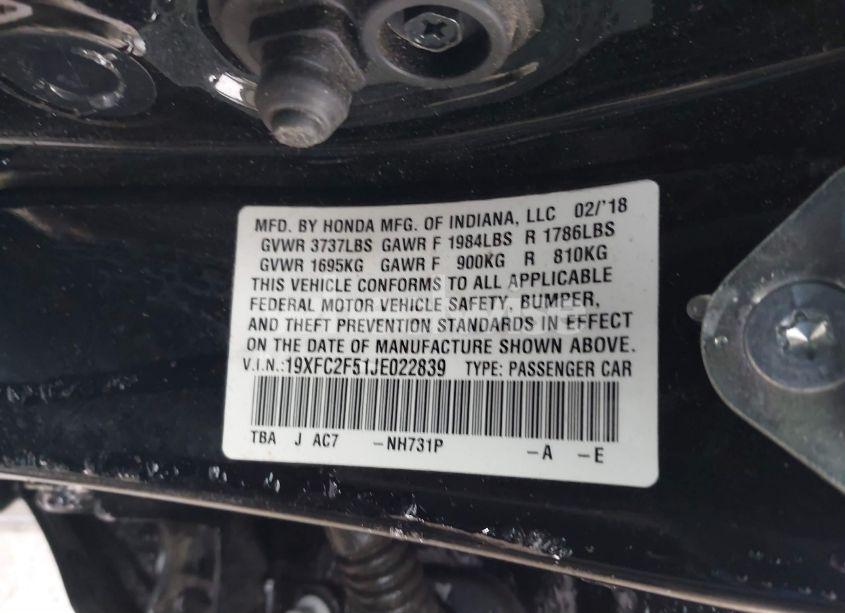 MFD. BY HONDA MFG. OF INDIANA, LLC 02/'18
GVWR 3737LBS GAWR F 1984LBS R 1786LBS
GVWR 1695KG GAWR F 900KG R 810KG
THIS VEHICLE CONFORMS TO ALL APPLICABLE
FEDERAL MOTOR VEHICLE SAFETY, BUMPER,
AND THEFT PREVENTION STANDARDS IN EFFECT
ON THE DATE OF MANUFACTURE SHOWN ABOVE.
V.I.N.:19XFC2F51JE022839 TYPE: PASSENGER CAR
TBA J AC7 -NH731P -A -E